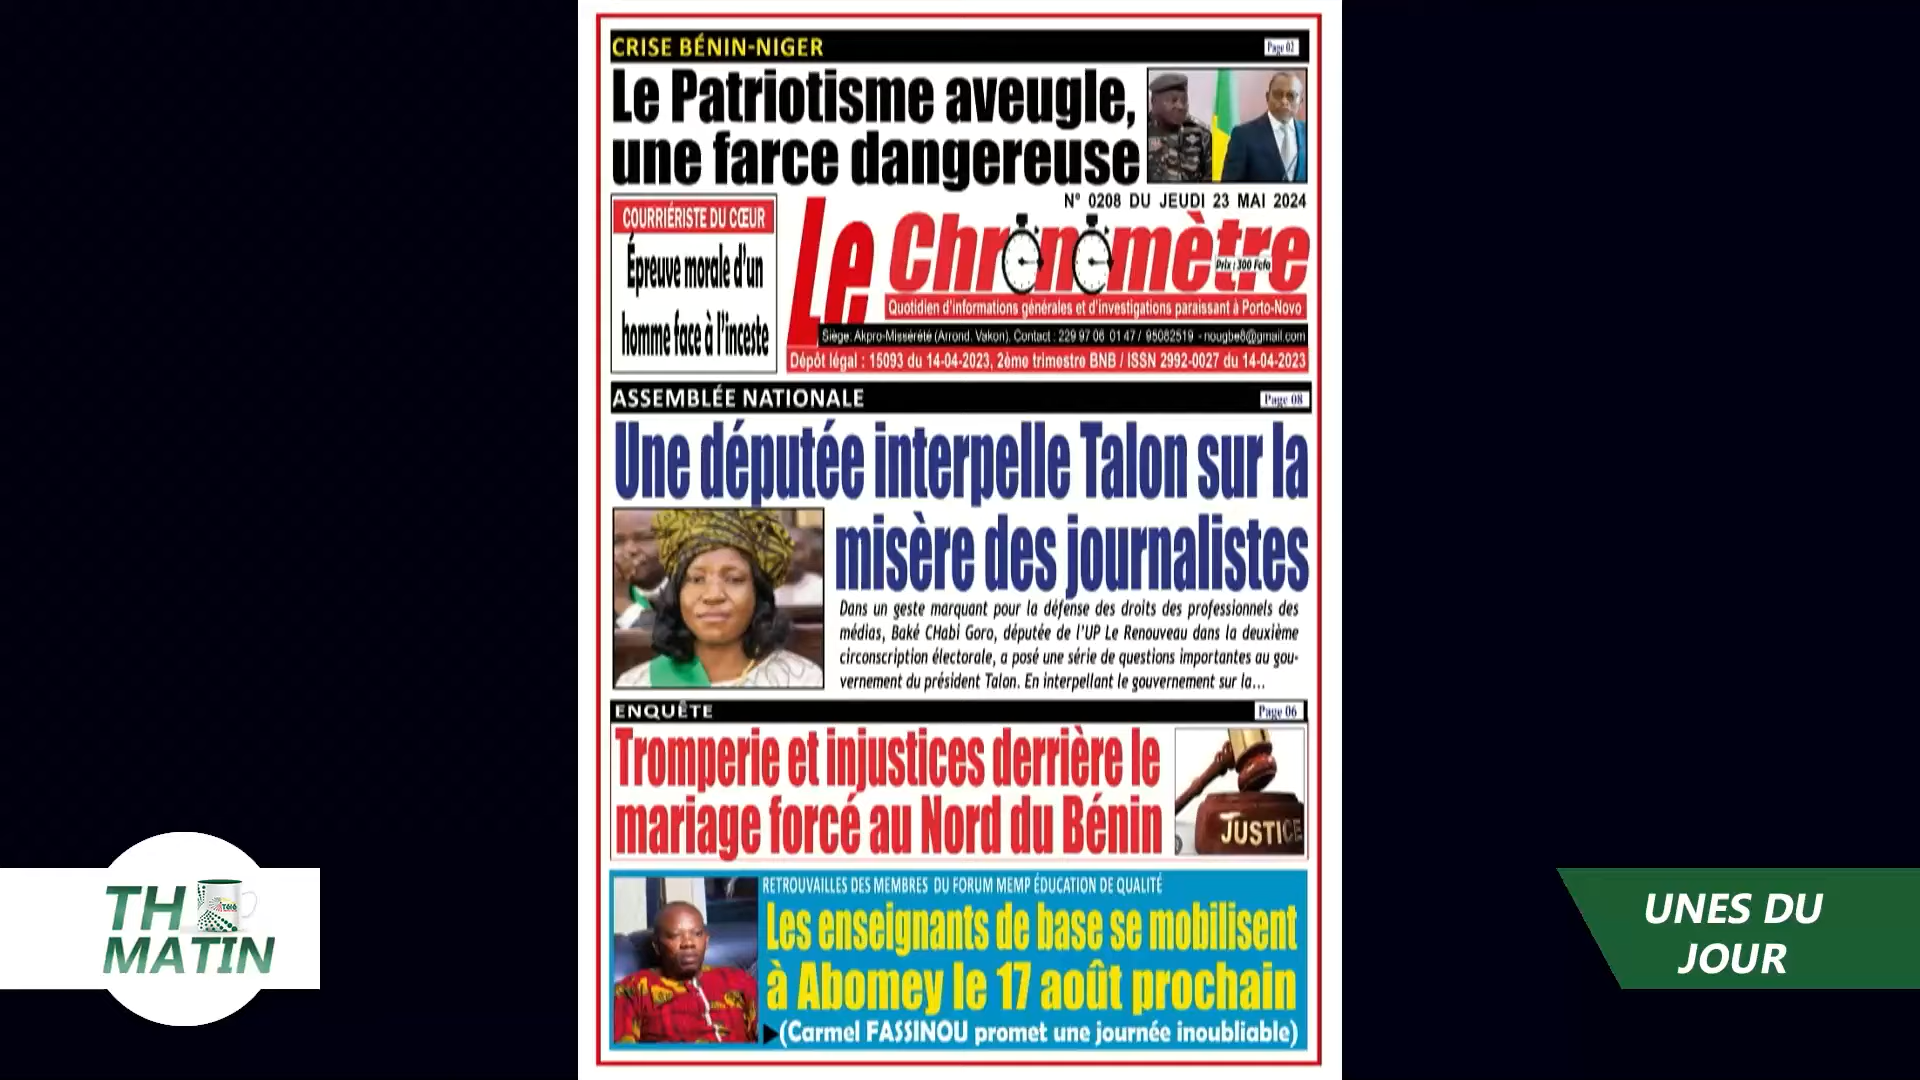 CRISE BÉNIN-NIGER
Page 02
Le Patriotisme aveugle,
une farce dangereuse
N° 0208 DU JEUDI 23 MAI 2024
COURRIÉRISTE DU CŒUR
Épreuve morale d'un
homme face à l'inceste
Le Chronomètre
Prix : 300 Fcfa
Quotidien d'informations générales et d'investigations paraissant à Porto-Novo
Siège: Akpro-Missérété (Arrond. Vakon). Contact : 229 97 06 01 47 / 95082519 - nougbe8@gmail.com
Dépôt légal : 15093 du 14-04-2023, 2ème trimestre BNB / ISSN 2992-0027 du 14-04-2023
ASSEMBLÉE NATIONALE
Page 08
Une députée interpelle Talon sur la
misère des journalistes
Dans un geste marquant pour la défense des droits des professionnels des
médias, Baké CHabi Goro, députée de l'UP Le Renouveau dans la deuxième
circonscription électorale, a posé une série de questions importantes au gou-
vernement du président Talon. En interpellant le gouvernement sur la...
ENQUÊTE
Page 06
Tromperie et injustices derrière le
mariage forcé au Nord du Bénin
JUSTICE
RETROUVAILLES DES MEMBRES DU FORUM MEMP ÉDUCATION DE QUALITÉ
Les enseignants de base se mobilisent
à Abomey le 17 août prochain
(Carmel FASSINOU promet une journée inoubliable)
TH
MATIN
UNES DU
JOUR